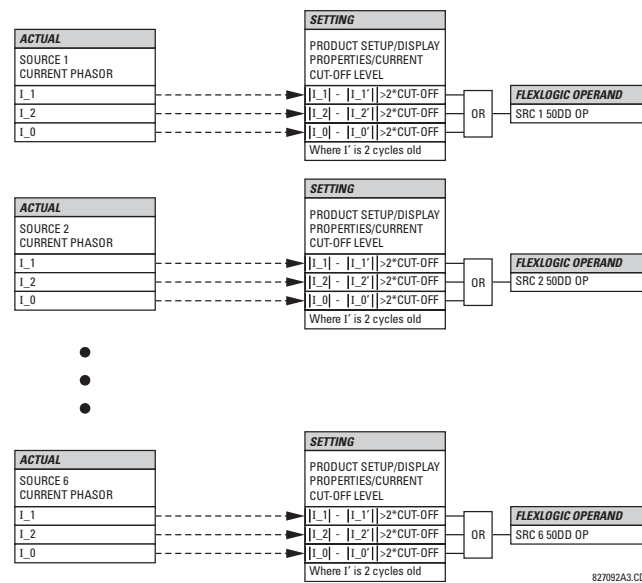 SETTING
ACTUAL
PRODUCT SETUP/DISPLAY
PROPERTIES/CURRENT
CUT-OFF LEVEL
SOURCE 1
CURRENT PHASOR
I_1
|I_1| - |I_1'| >2*CUT-OFF
FLEXLOGIC OPERAND
I_2
|I_2| - |I_2'| >2*CUT-OFF
OR
SRC 1 50DD OP
I_0
|I_0| - |I_0'| >2*CUT-OFF
Where I' is 2 cycles old
SETTING
ACTUAL
PRODUCT SETUP/DISPLAY
PROPERTIES/CURRENT
CUT-OFF LEVEL
SOURCE 2
CURRENT PHASOR
I_1
|I_1| - |I_1'| >2*CUT-OFF
FLEXLOGIC OPERAND
I_2
|I_2| - |I_2'| >2*CUT-OFF
OR
SRC 2 50DD OP
I_0
|I_0| - |I_0'| >2*CUT-OFF
Where I' is 2 cycles old
SETTING
ACTUAL
PRODUCT SETUP/DISPLAY
PROPERTIES/CURRENT
CUT-OFF LEVEL
SOURCE 6
CURRENT PHASOR
I_1
|I_1| - |I_1'| >2*CUT-OFF
FLEXLOGIC OPERAND
I_2
|I_2| - |I_2'| >2*CUT-OFF
OR
SRC 6 50DD OP
I_0
|I_0| - |I_0'| >2*CUT-OFF
Where I' is 2 cycles old
827092A3.CD